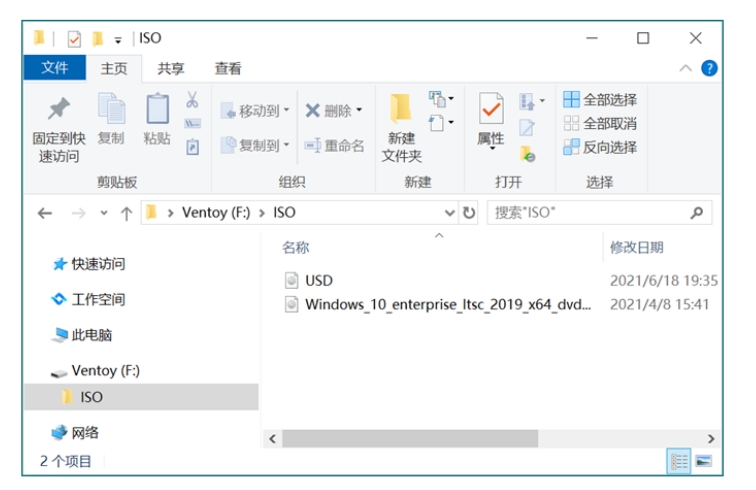 ISO
文件 主页 共享 查看
固定到快速访问 复制 粘贴 移动到 删除 新建文件夹 属性 全部选择
复制到 重命名 全部取消
反向选择
剪贴板 组织 新建 打开 选择
Ventoy (F:) > ISO 搜索"ISO"
名称 修改日期
快速访问
USD 2021/6/18 19:35
工作空间
Windows_10_enterprise_ltsc_2019_x64_dvd... 2021/4/8 15:41
此电脑
Ventoy (F:)
ISO
网络
2 个项目